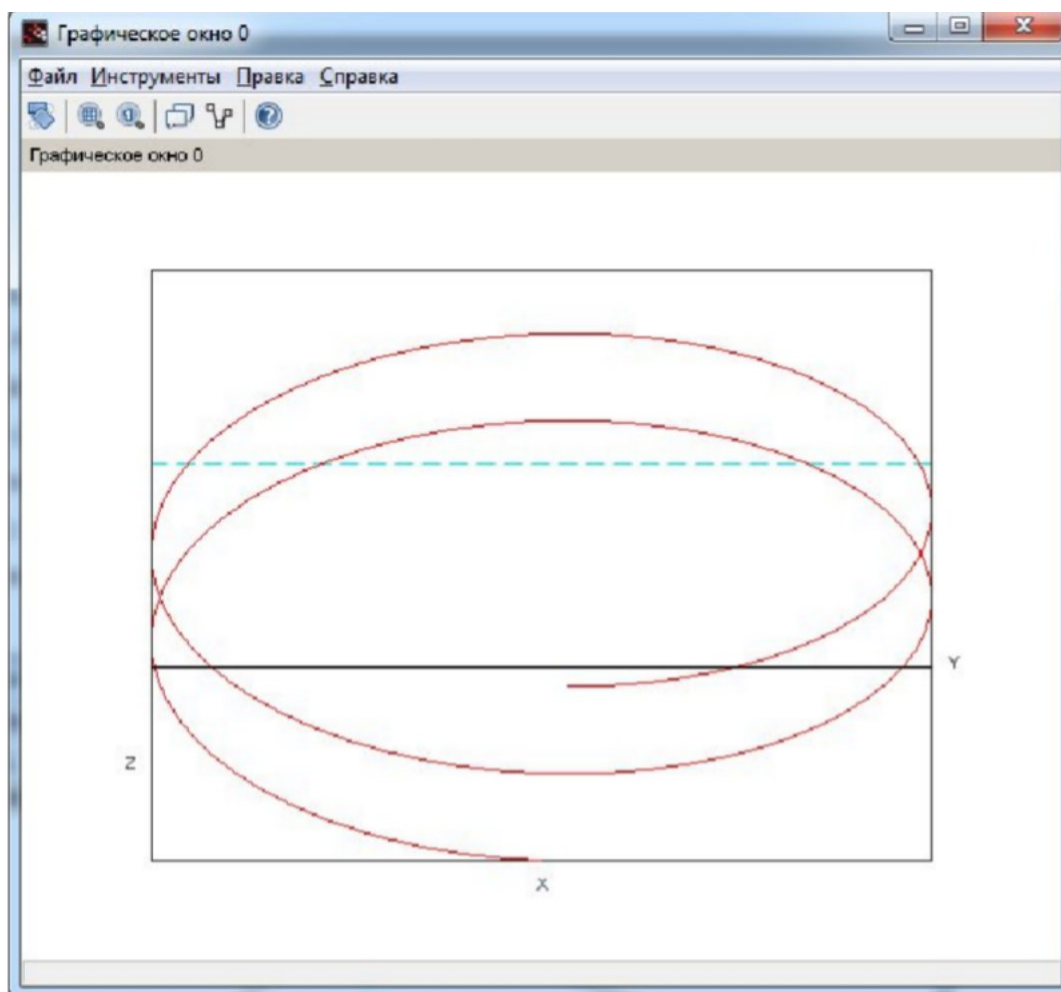 Графическое окно 0
Файл Инструменты Правка Справка
Графическое окно 0
Y
Z
X